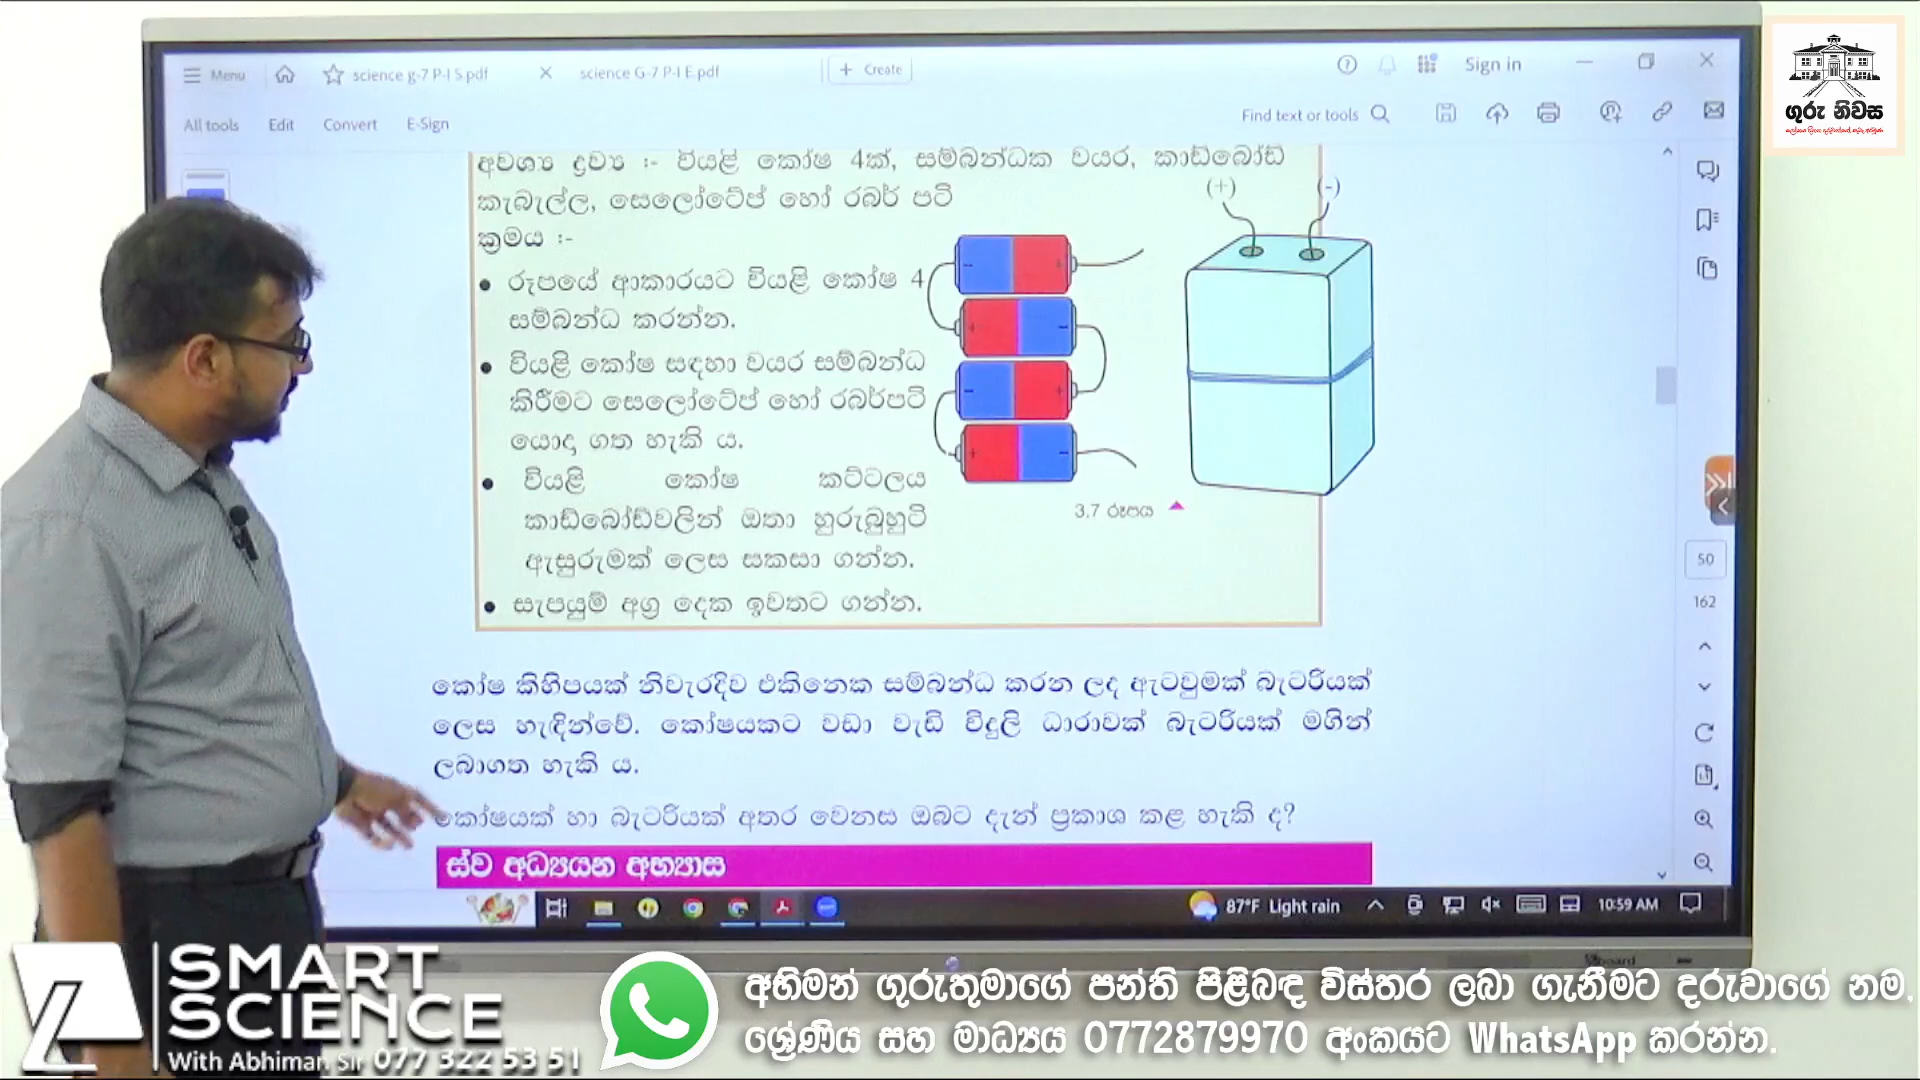 Menu
science g-7 P-I S.pdf
science G-7 P-I E.pdf
+ Create
Sign in
All tools Edit Convert E-Sign
Find text or tools
ගුරු නිවස
අවශ්‍ය ද්‍රව්‍ය :- වියළි කෝෂ 4ක්, සම්බන්ධක වයර, කාඩ්බෝඩ්
කැබැල්ල, සෙලෝටේප් හෝ රබර් පටි
ක්‍රමය :-
• රූපයේ ආකාරයට වියළි කෝෂ 4
සම්බන්ධ කරන්න.
• වියළි කෝෂ සඳහා වයර සම්බන්ධ
කිරීමට සෙලෝටේප් හෝ රබර්පටි
යොදා ගත හැකි ය.
• වියළි කෝෂ කට්ටලය
කාඩ්බෝඩ්වලින් ඔතා හුරුබුහුටි
ඇසුරුමක් ලෙස සකසා ගන්න.
• සැපයුම් අග්‍ර දෙක ඉවතට ගන්න.
(+) (-)
- +
+ -
- +
+ -
3.7 රූපය
50
162
කෝෂ කිහිපයක් නිවැරදිව එකිනෙක සම්බන්ධ කරන ලද ඇටවුමක් බැටරියක්
ලෙස හැඳින්වේ. කෝෂයකට වඩා වැඩි විදුලි ධාරාවක් බැටරියක් මගින්
ලබාගත හැකි ය.
කෝෂයක් හා බැටරියක් අතර වෙනස ඔබට දැන් ප්‍රකාශ කළ හැකි ද?
ස්ව අධ්‍යයන අභ්‍යාස
87°F Light rain
10:59 AM
SMART
SCIENCE
With Abhiman Sir 077 322 53 51
අභිමන් ගුරුතුමාගේ පන්ති පිළිබඳ විස්තර ලබා ගැනීමට දරුවාගේ නම,
ශ්‍රේණිය සහ මාධ්‍යය 0772879970 අංකයට WhatsApp කරන්න.